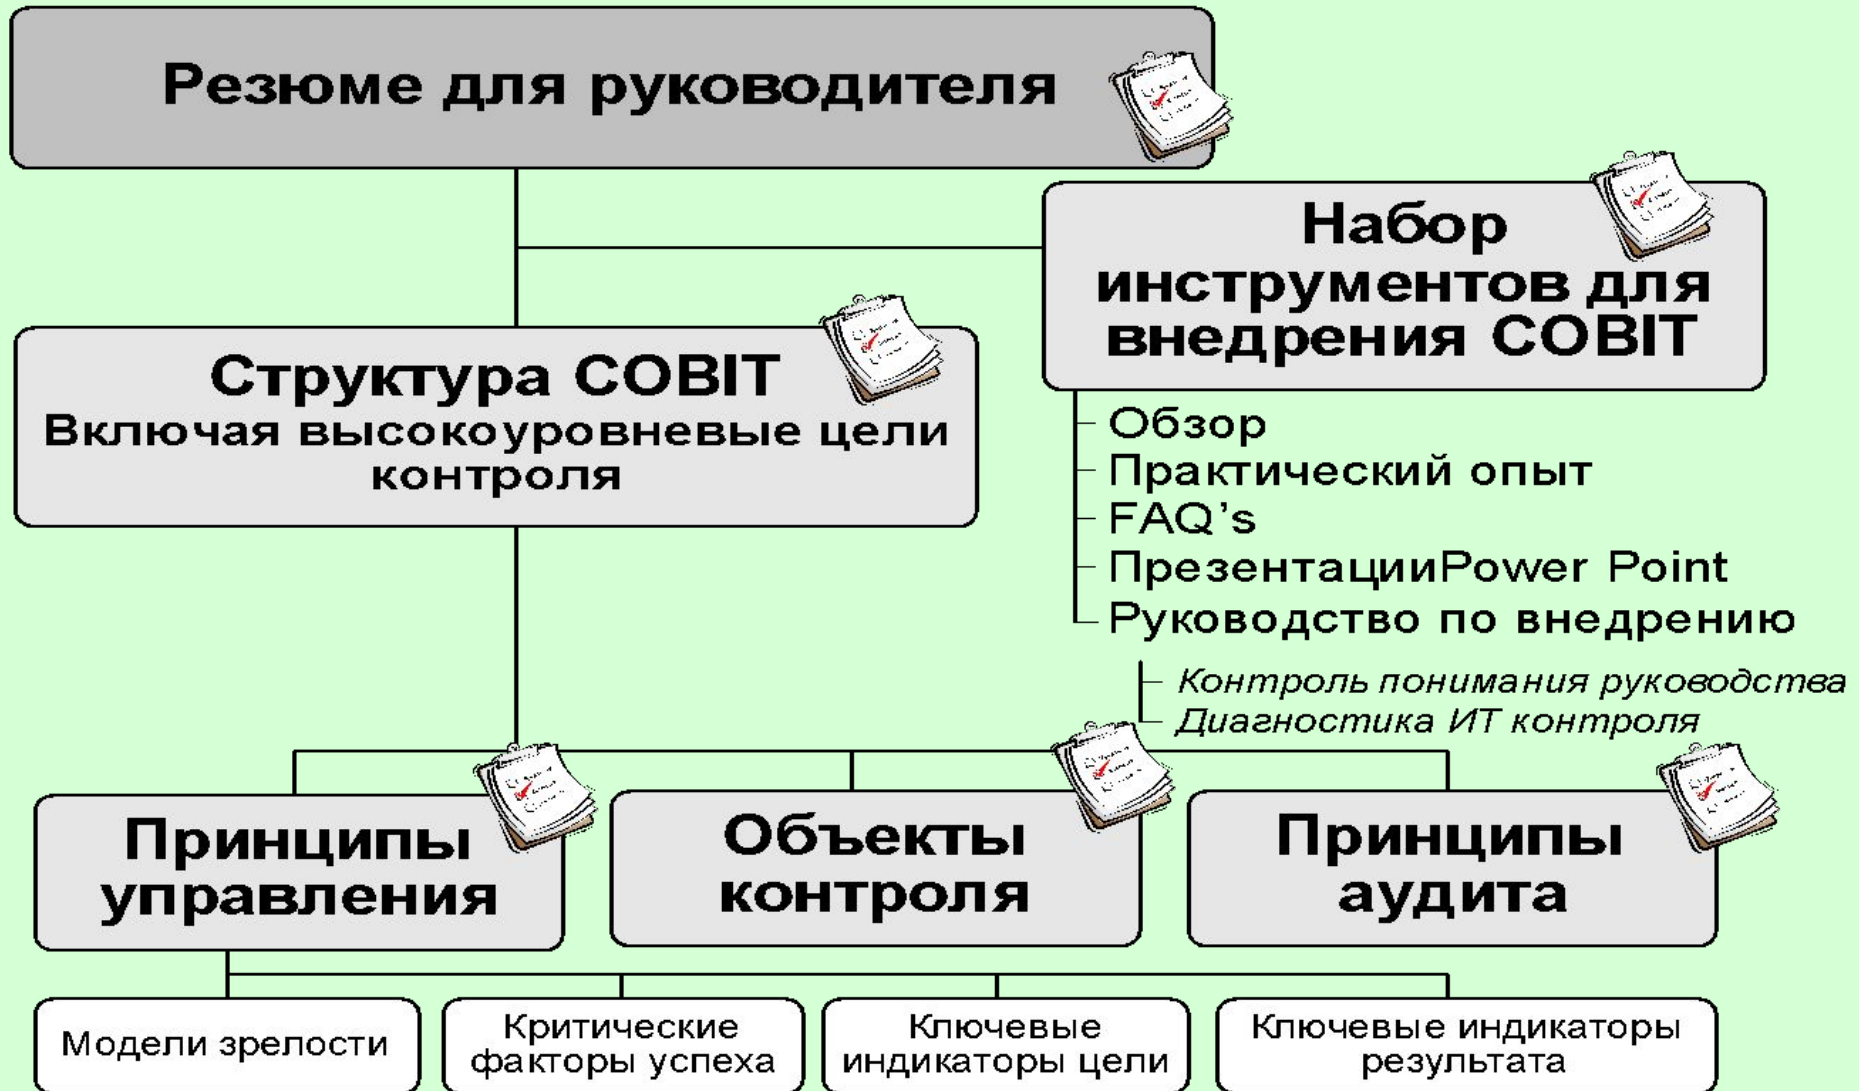 Резюме для руководителя
Набор
инструментов для
внедрения COBIT
Структура COBIT
Включая высокоуровневые цели
контроля
Обзор
Практический опыт
FAQ's
ПрезентацииPower Point
Руководство по внедрению
Контроль понимания руководства
Диагностика ИТ контроля
Принципы
управления
Объекты
контроля
Принципы
аудита
Модели зрелости
Критические
факторы успеха
Ключевые
индикаторы цели
Ключевые индикаторы
результата